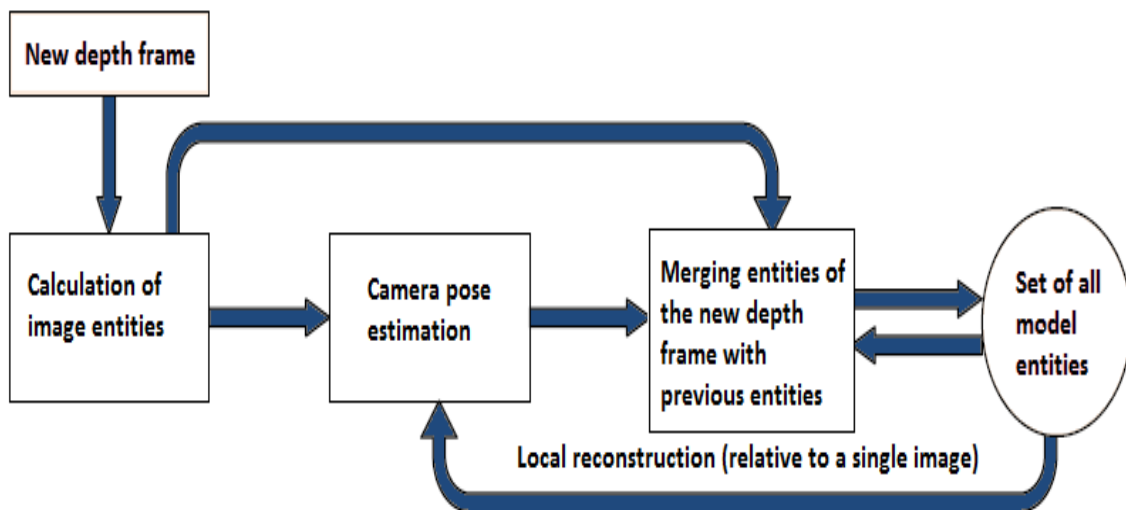 New depth frame
Calculation of
image entities
Camera pose
estimation
Merging entities of
the new depth
frame with
previous entities
Set of all
model
entities
Local reconstruction (relative to a single image)